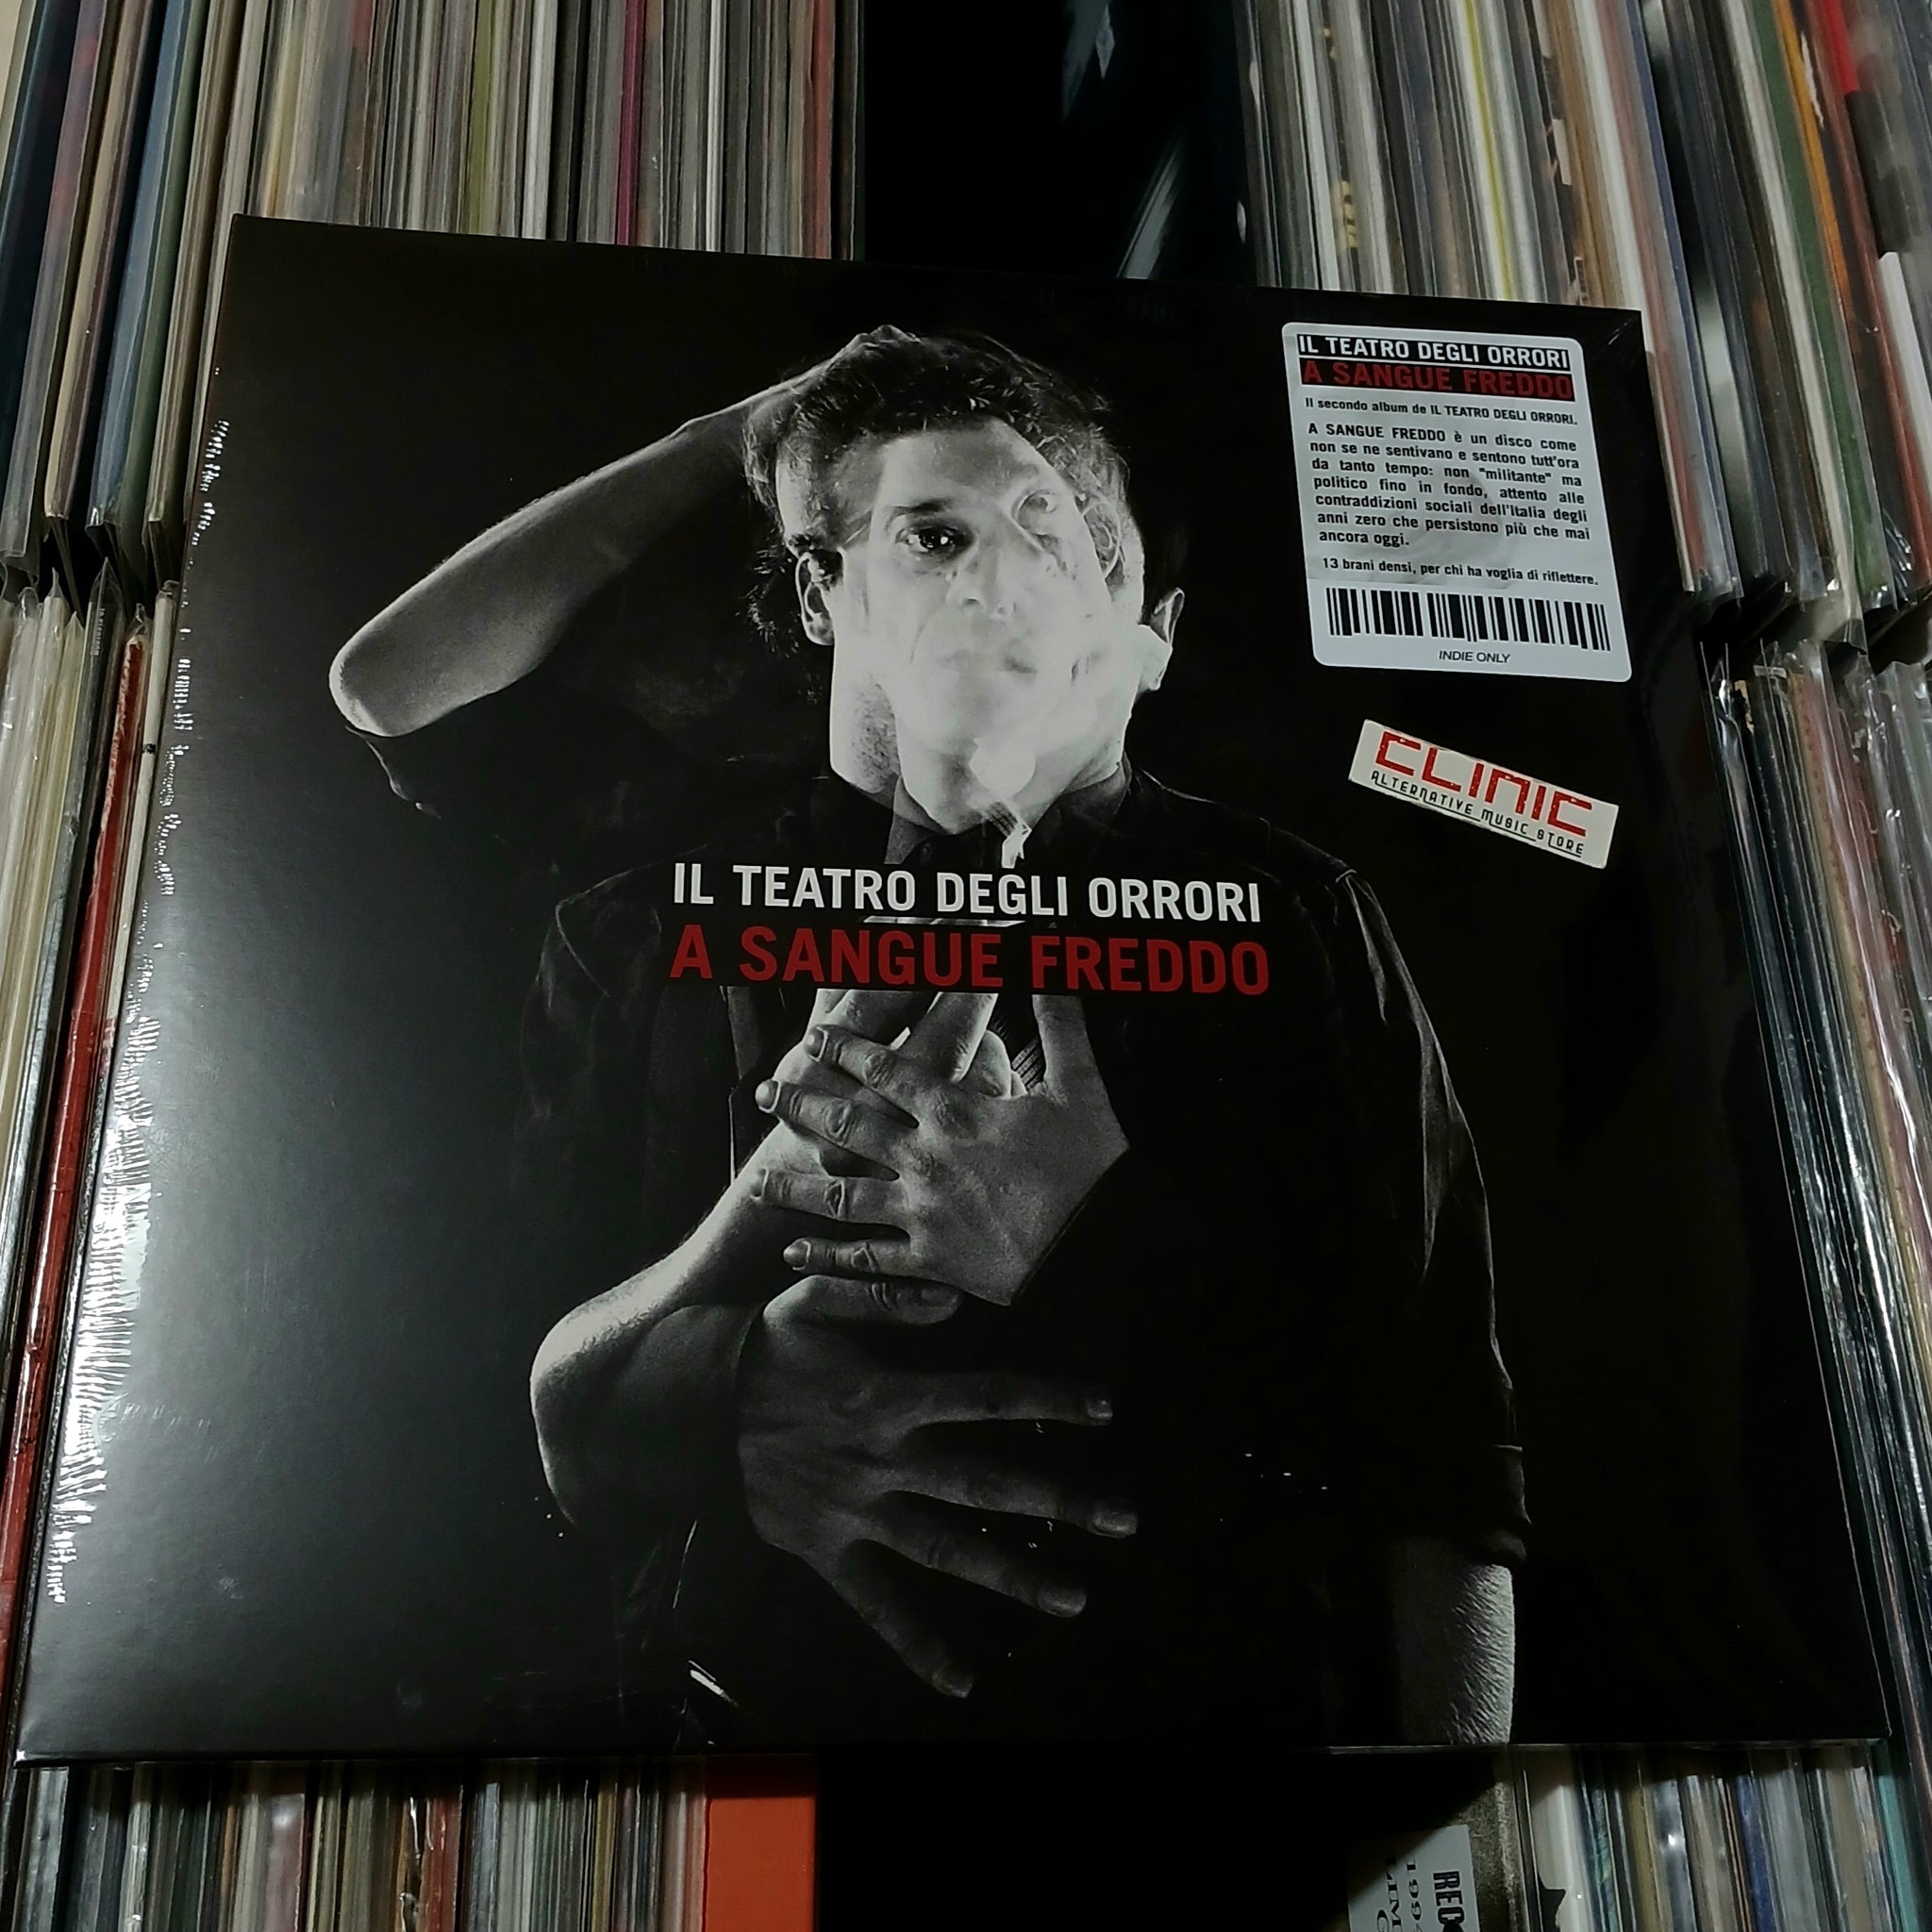 IL TEATRO DEGLI ORRORI
A SANGUE FREDDO
Il secondo album de IL TEATRO DEGLI ORRORI.
A SANGUE FREDDO è un disco come
non se ne sentivano e sentono tutt'ora
da tanto tempo: non "militante" ma
politico fino in fondo, attento alle
contraddizioni sociali dell'Italia degli
anni zero che persistono più che mai
ancora oggi.
13 brani densi, per chi ha voglia di riflettere.
INDIE ONLY
CLINIC
ALTERNATIVE MUSIC STORE
IL TEATRO DEGLI ORRORI
A SANGUE FREDDO